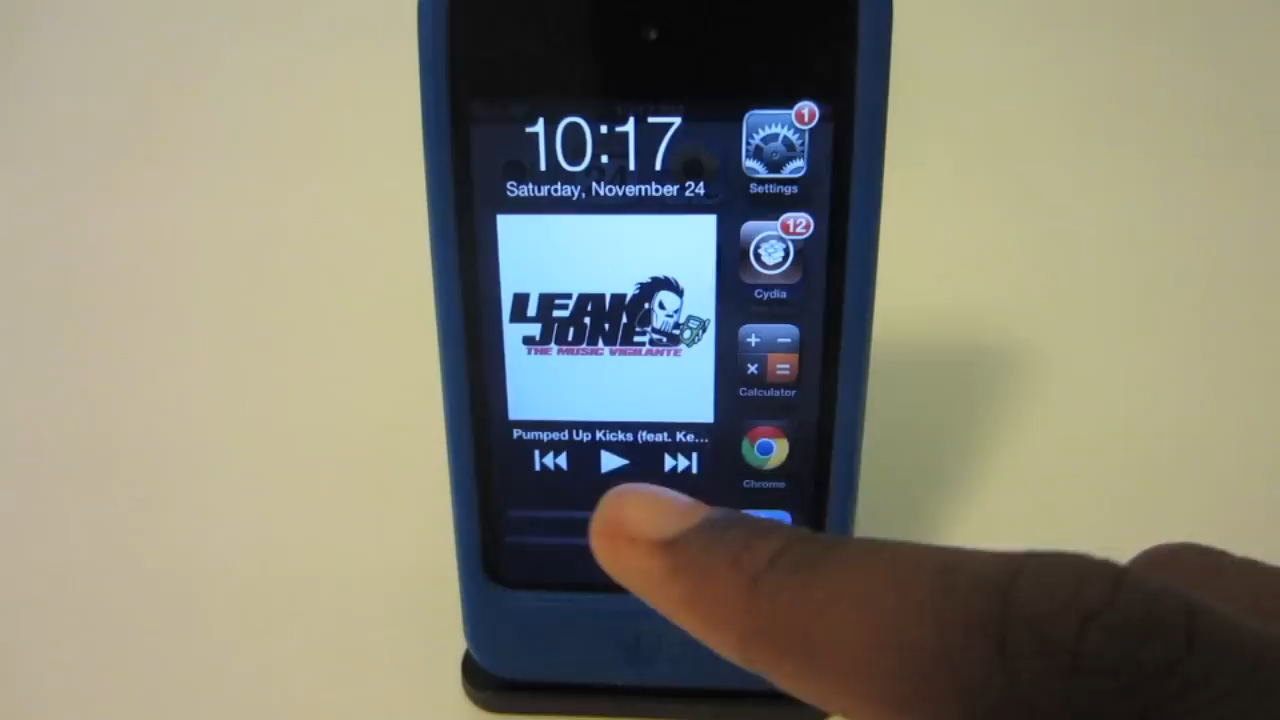 10:17
Saturday, November 24
1
Settings
12
Cydia
LEAK
JONES
THE MUSIC VIGILANTE
Calculator
Pumped Up Kicks (feat. Ke...
Chrome